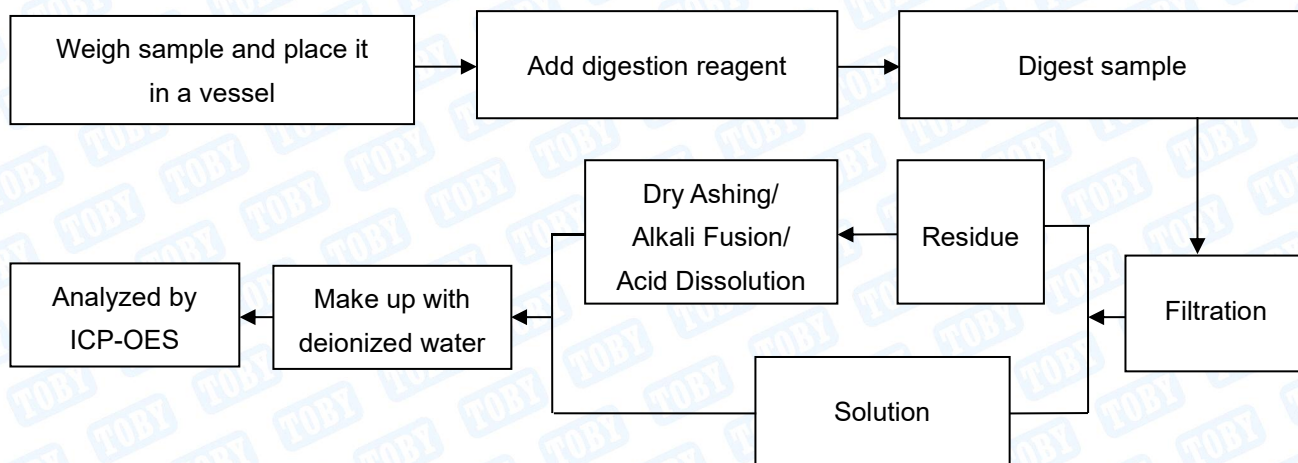 Weigh sample and place it
in a vessel
Add digestion reagent
Digest sample
Filtration
Residue
Dry Ashing/
Alkali Fusion/
Acid Dissolution
Solution
Make up with
deionized water
Analyzed by
ICP-OES
TOBY